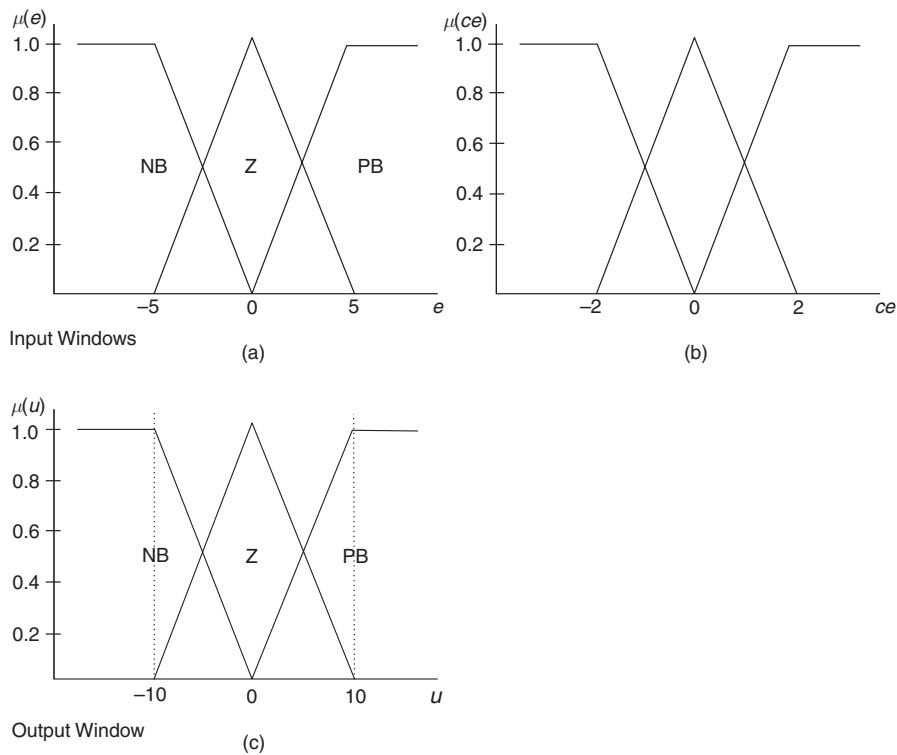 μ(e)
1.0
0.8
0.6
0.4
0.2
NB
Z
PB
–5
0
5
e
Input Windows
(a)
μ(ce)
1.0
0.8
0.6
0.4
0.2
–2
0
2
ce
(b)
μ(u)
1.0
0.8
0.6
0.4
0.2
NB
Z
PB
–10
0
10
u
Output Window
(c)